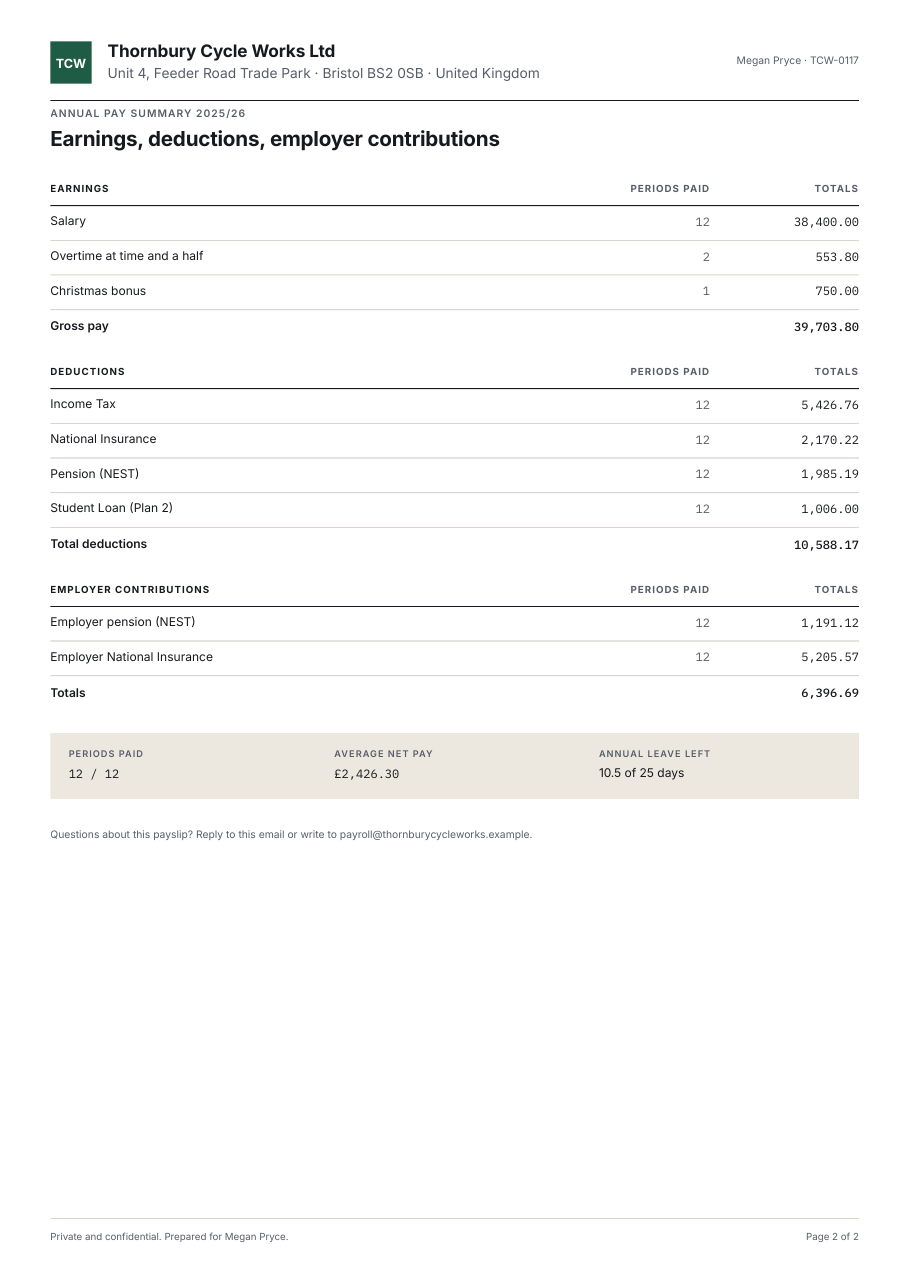 TCW
Thornbury Cycle Works Ltd
Unit 4, Feeder Road Trade Park · Bristol BS2 0SB · United Kingdom
Megan Pryce · TCW-0117
ANNUAL PAY SUMMARY 2025/26
Earnings, deductions, employer contributions
EARNINGS PERIODS PAID TOTALS
Salary 12 38,400.00
Overtime at time and a half 2 553.80
Christmas bonus 1 750.00
Gross pay 39,703.80
DEDUCTIONS PERIODS PAID TOTALS
Income Tax 12 5,426.76
National Insurance 12 2,170.22
Pension (NEST) 12 1,985.19
Student Loan (Plan 2) 12 1,006.00
Total deductions 10,588.17
EMPLOYER CONTRIBUTIONS PERIODS PAID TOTALS
Employer pension (NEST) 12 1,191.12
Employer National Insurance 12 5,205.57
Totals 6,396.69
PERIODS PAID AVERAGE NET PAY ANNUAL LEAVE LEFT
12 / 12 £2,426.30 10.5 of 25 days
Questions about this payslip? Reply to this email or write to payroll@thornburycycleworks.example.
Private and confidential. Prepared for Megan Pryce. Page 2 of 2